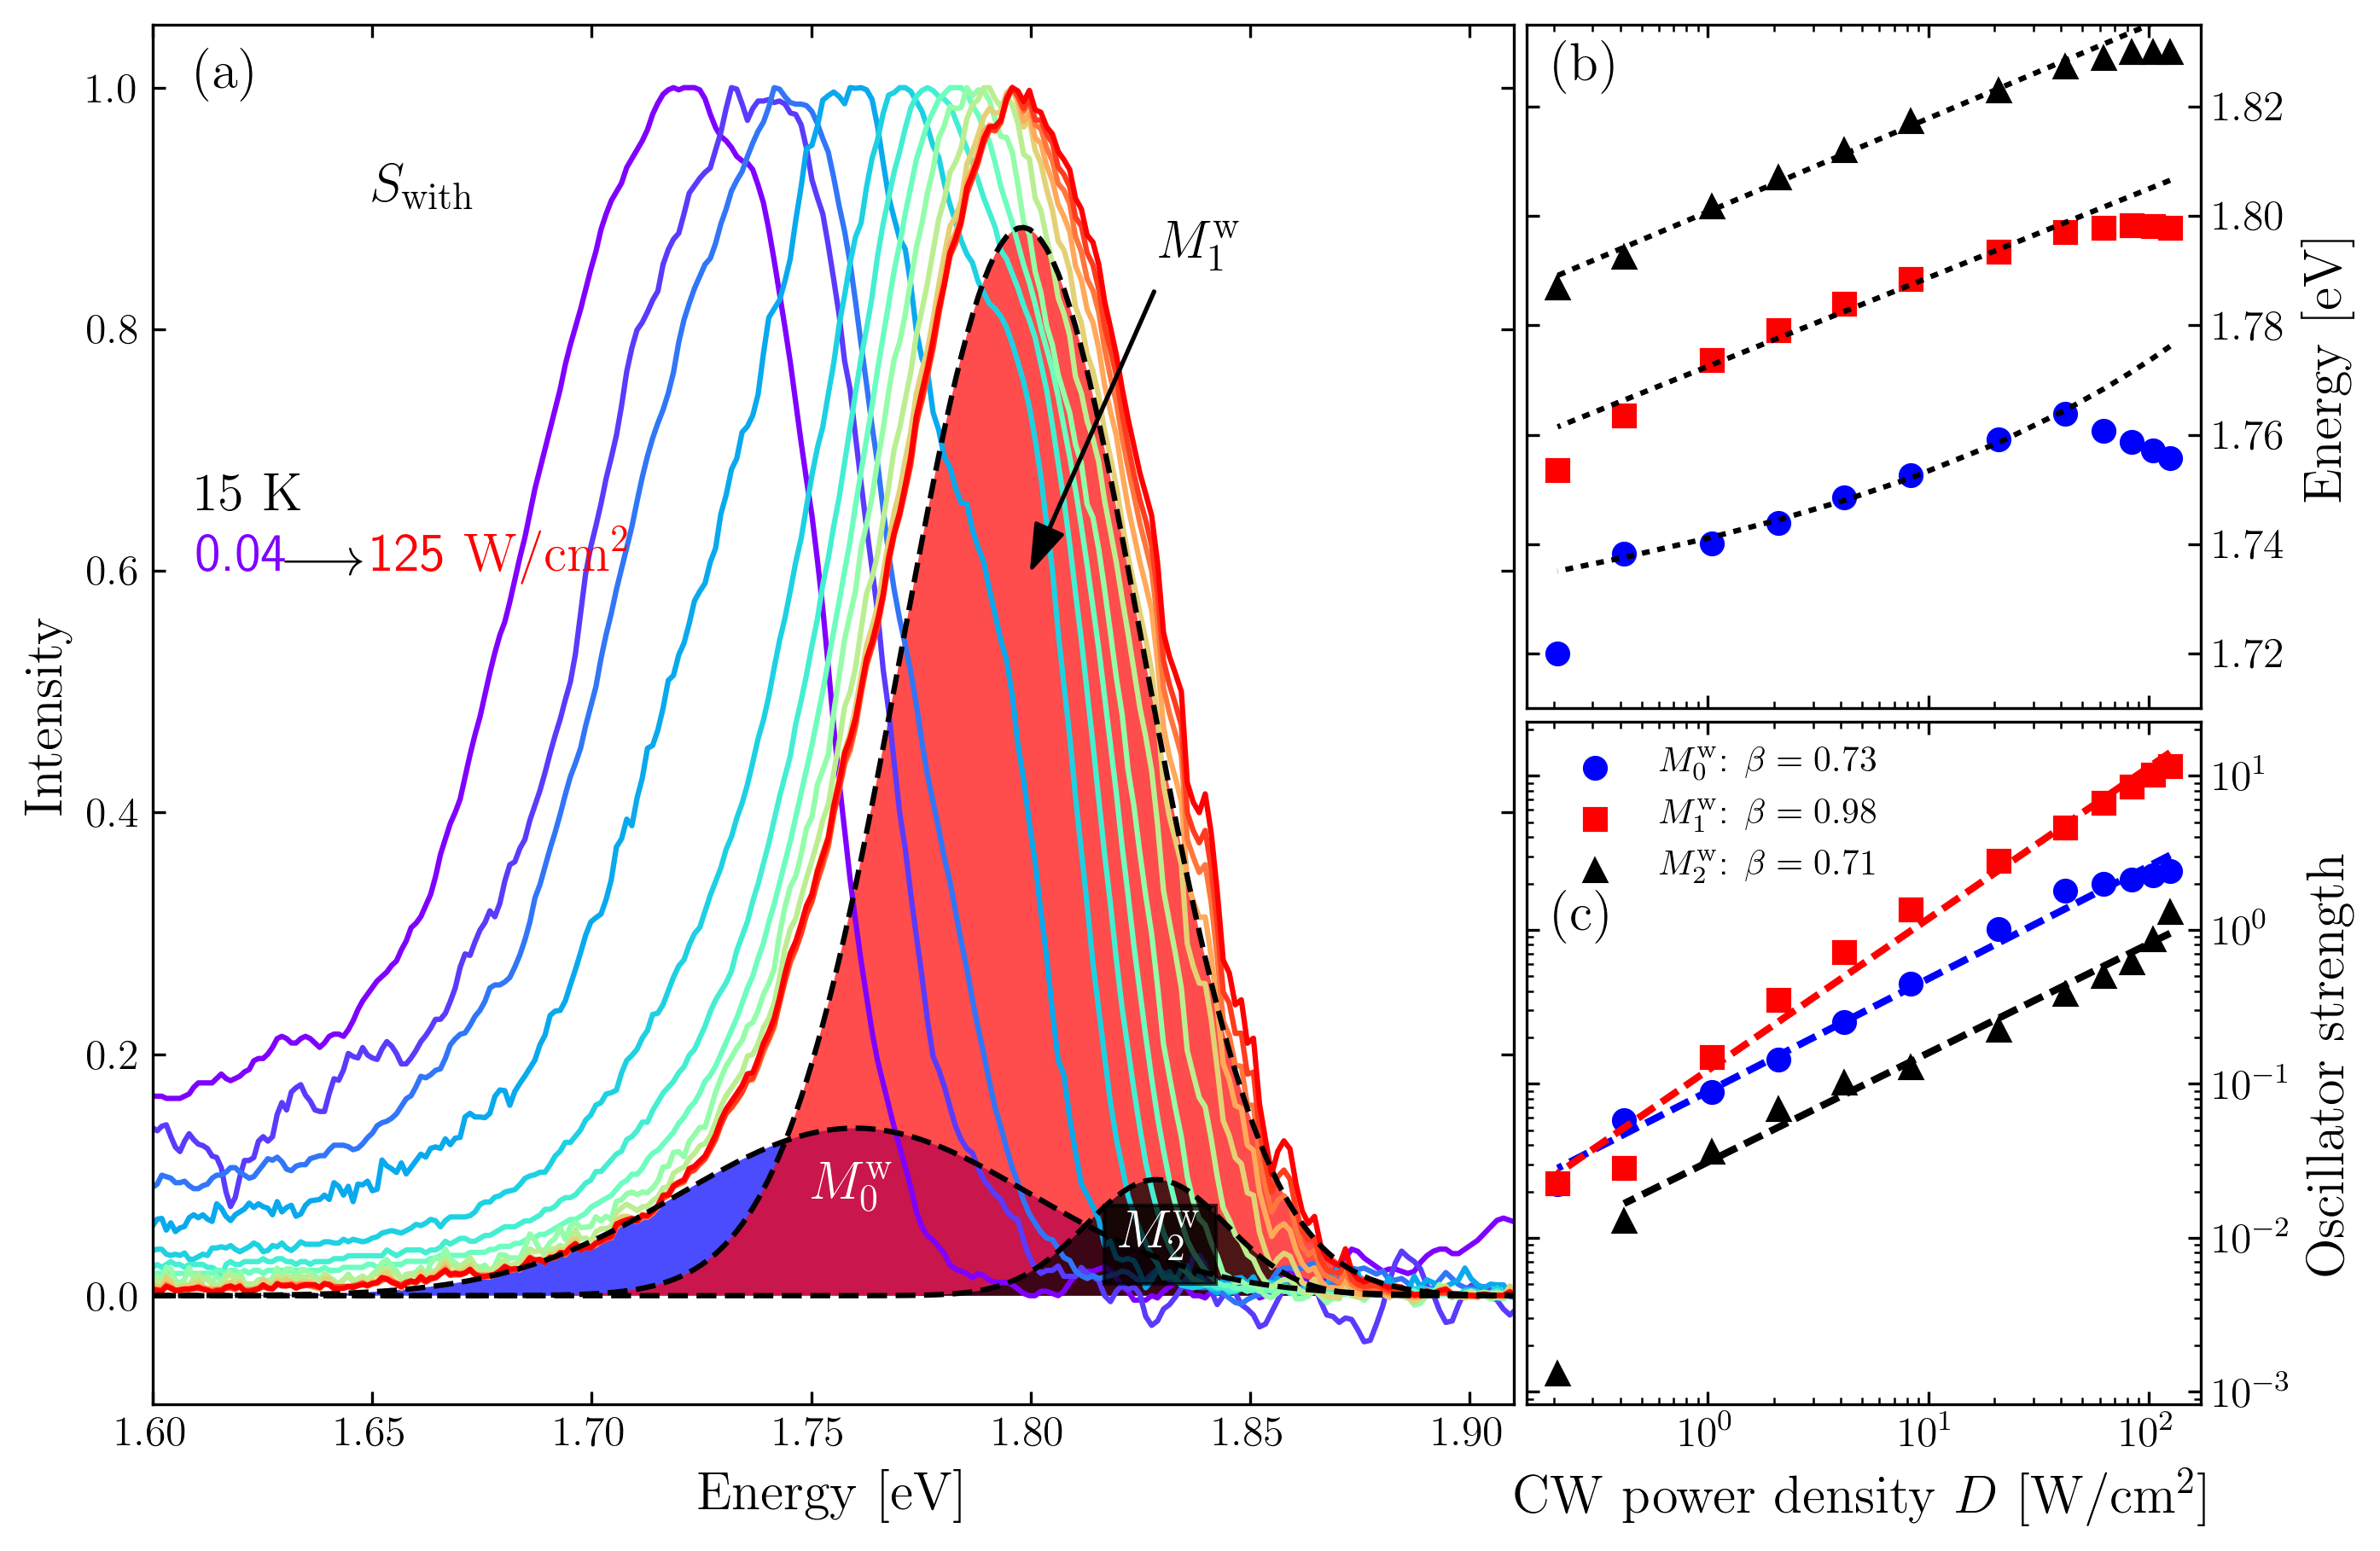 (a)
S_with
M_1^w
15 K
0.04→125 W/cm²
M_0^w
M_2^w
Intensity
1.0
0.8
0.6
0.4
0.2
0.0
1.60 1.65 1.70 1.75 1.80 1.85 1.90
Energy [eV]
(b)
1.82
1.80
1.78
1.76
1.74
1.72
Energy [eV]
M_0^w: β = 0.73
M_1^w: β = 0.98
M_2^w: β = 0.71
(c)
10^1
10^0
10^−1
10^−2
10^−3
Oscillator strength
10^0 10^1 10^2
CW power density D [W/cm²]